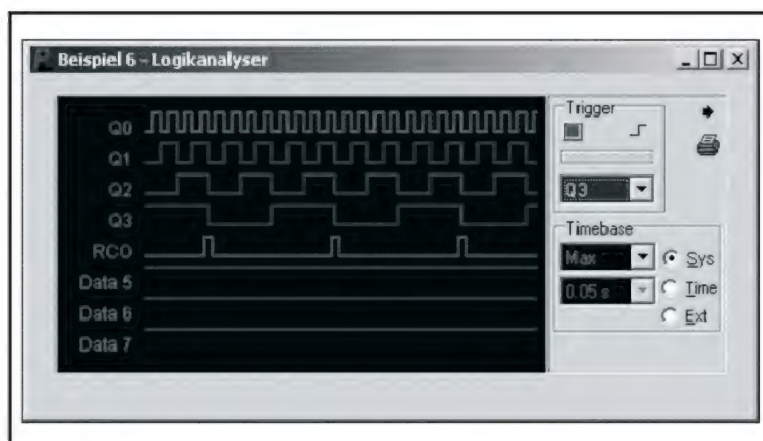 Beispiel 6 - Logikanalyser
Q0
Q1
Q2
Q3
RCO
Data 5
Data 6
Data 7
Trigger
Q3
Timebase
Max
Sys
0.05 s
Time
Ext